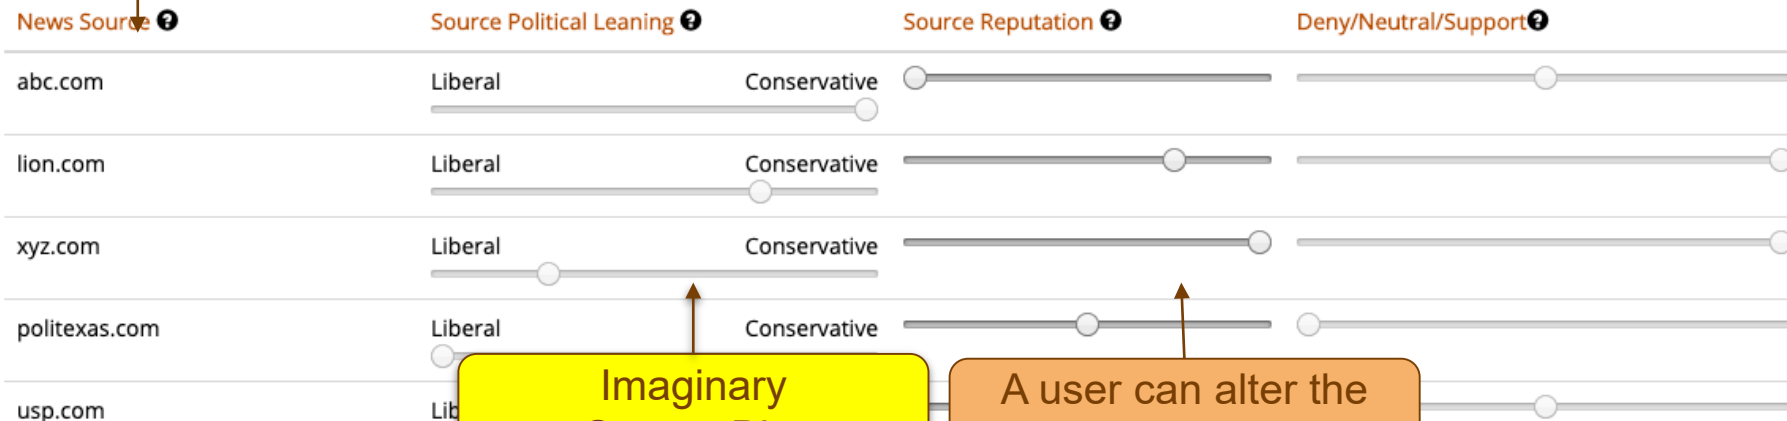 News Source Source Political Leaning Source Reputation Deny/Neutral/Support
abc.com Liberal Conservative
lion.com Liberal Conservative
xyz.com Liberal Conservative
politexas.com Liberal Conservative
Imaginary
A user can alter the
usp.com